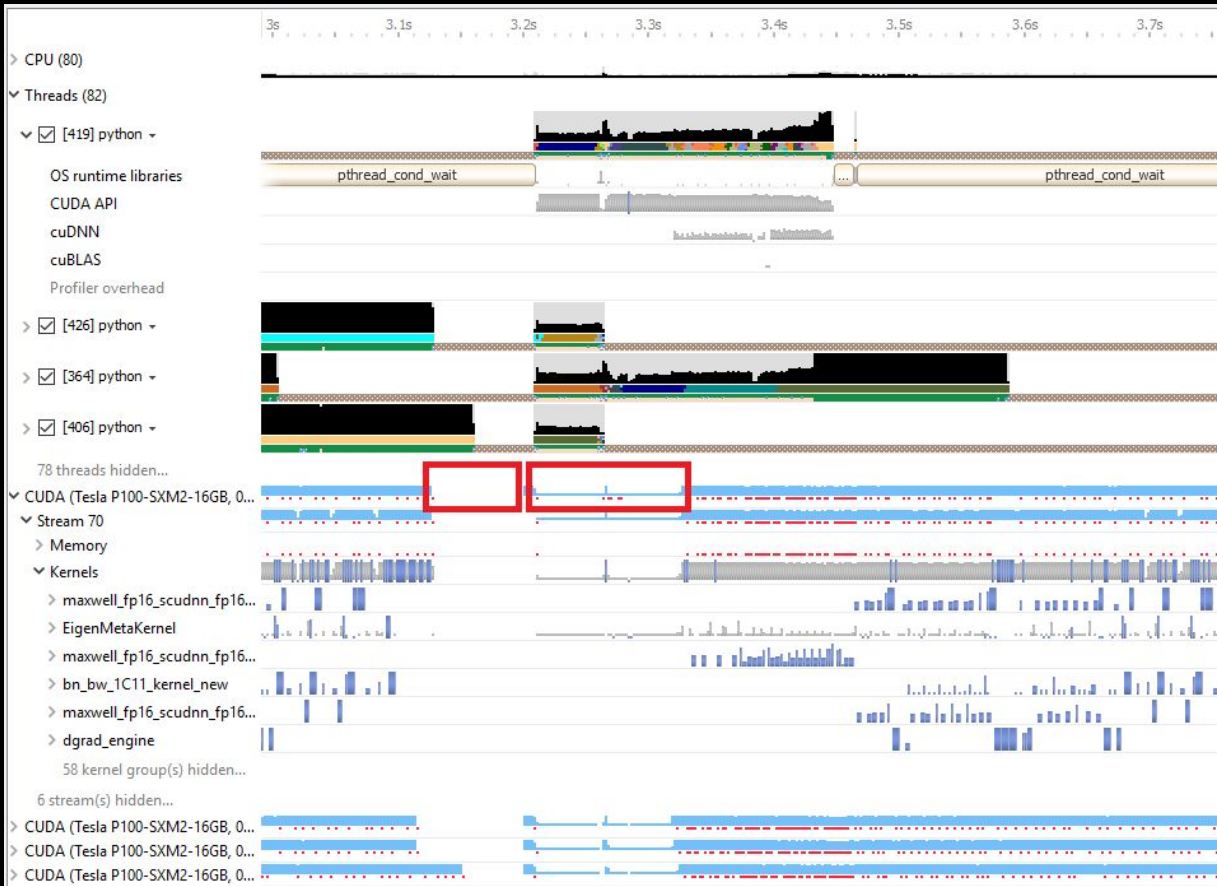 3s 3.1s 3.2s 3.3s 3.4s 3.5s 3.6s 3.7s
CPU (80)
Threads (82)
[419] python
OS runtime libraries pthread_cond_wait ... pthread_cond_wait
CUDA API
cuDNN
cuBLAS
Profiler overhead
[426] python
[364] python
[406] python
78 threads hidden...
CUDA (Tesla P100-SXM2-16GB, 0...
Stream 70
Memory
Kernels
maxwell_fp16_scudnn_fp16...
EigenMetaKernel
maxwell_fp16_scudnn_fp16...
bn_bw_1C11_kernel_new
maxwell_fp16_scudnn_fp16...
dgrad_engine
58 kernel group(s) hidden...
6 stream(s) hidden...
CUDA (Tesla P100-SXM2-16GB, 0...
CUDA (Tesla P100-SXM2-16GB, 0...
CUDA (Tesla P100-SXM2-16GB, 0...